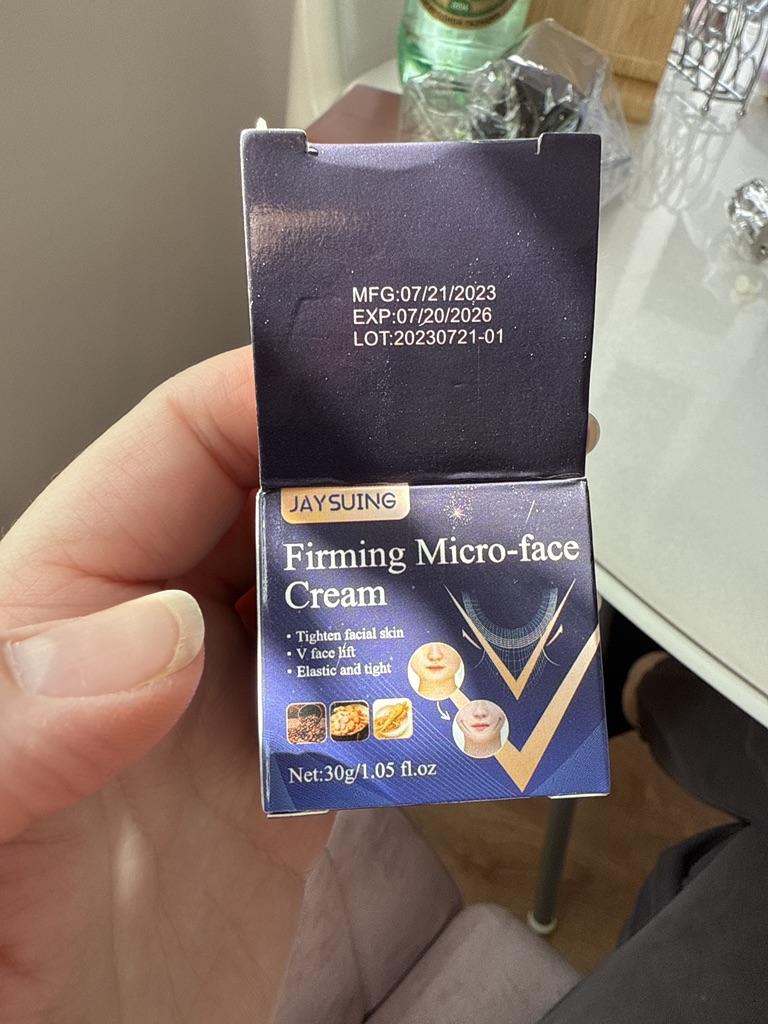 MFG:07/21/2023
EXP:07/20/2026
LOT:20230721-01
JAYSUING
Firming Micro-face
Cream
• Tighten facial skin
• V face lift
• Elastic and tight
Net:30g/1.05 fl.oz